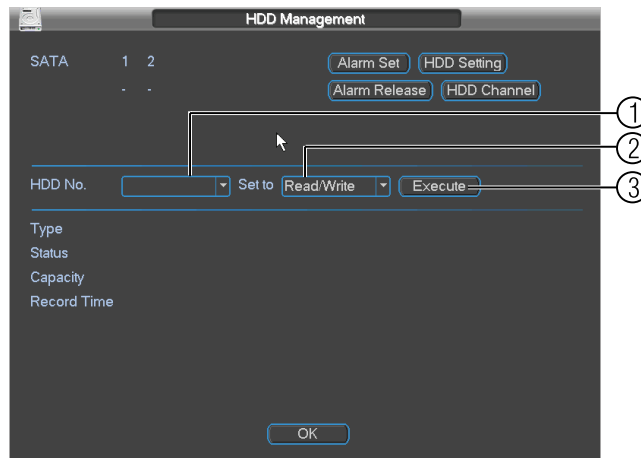 HDD Management
SATA 1 2 Alarm Set HDD Setting
- - Alarm Release HDD Channel
1
2
HDD No. Set to Read/Write Execute 3
Type
Status
Capacity
Record Time
OK